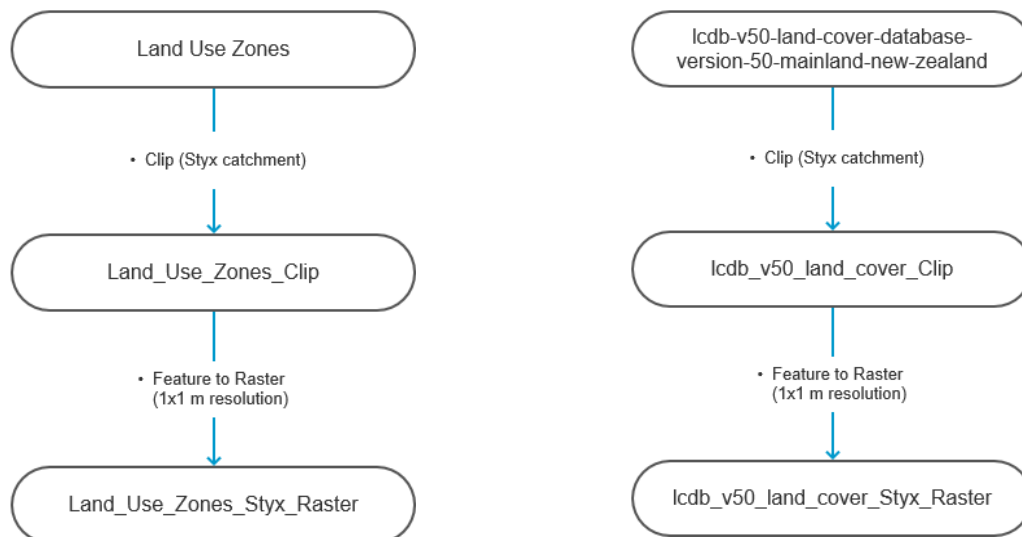 Land Use Zones
• Clip (Styx catchment)
Land_Use_Zones_Clip
• Feature to Raster
(1x1 m resolution)
Land_Use_Zones_Styx_Raster
lcdb-v50-land-cover-database-
version-50-mainland-new-zealand
• Clip (Styx catchment)
lcdb_v50_land_cover_Clip
• Feature to Raster
(1x1 m resolution)
lcdb_v50_land_cover_Styx_Raster